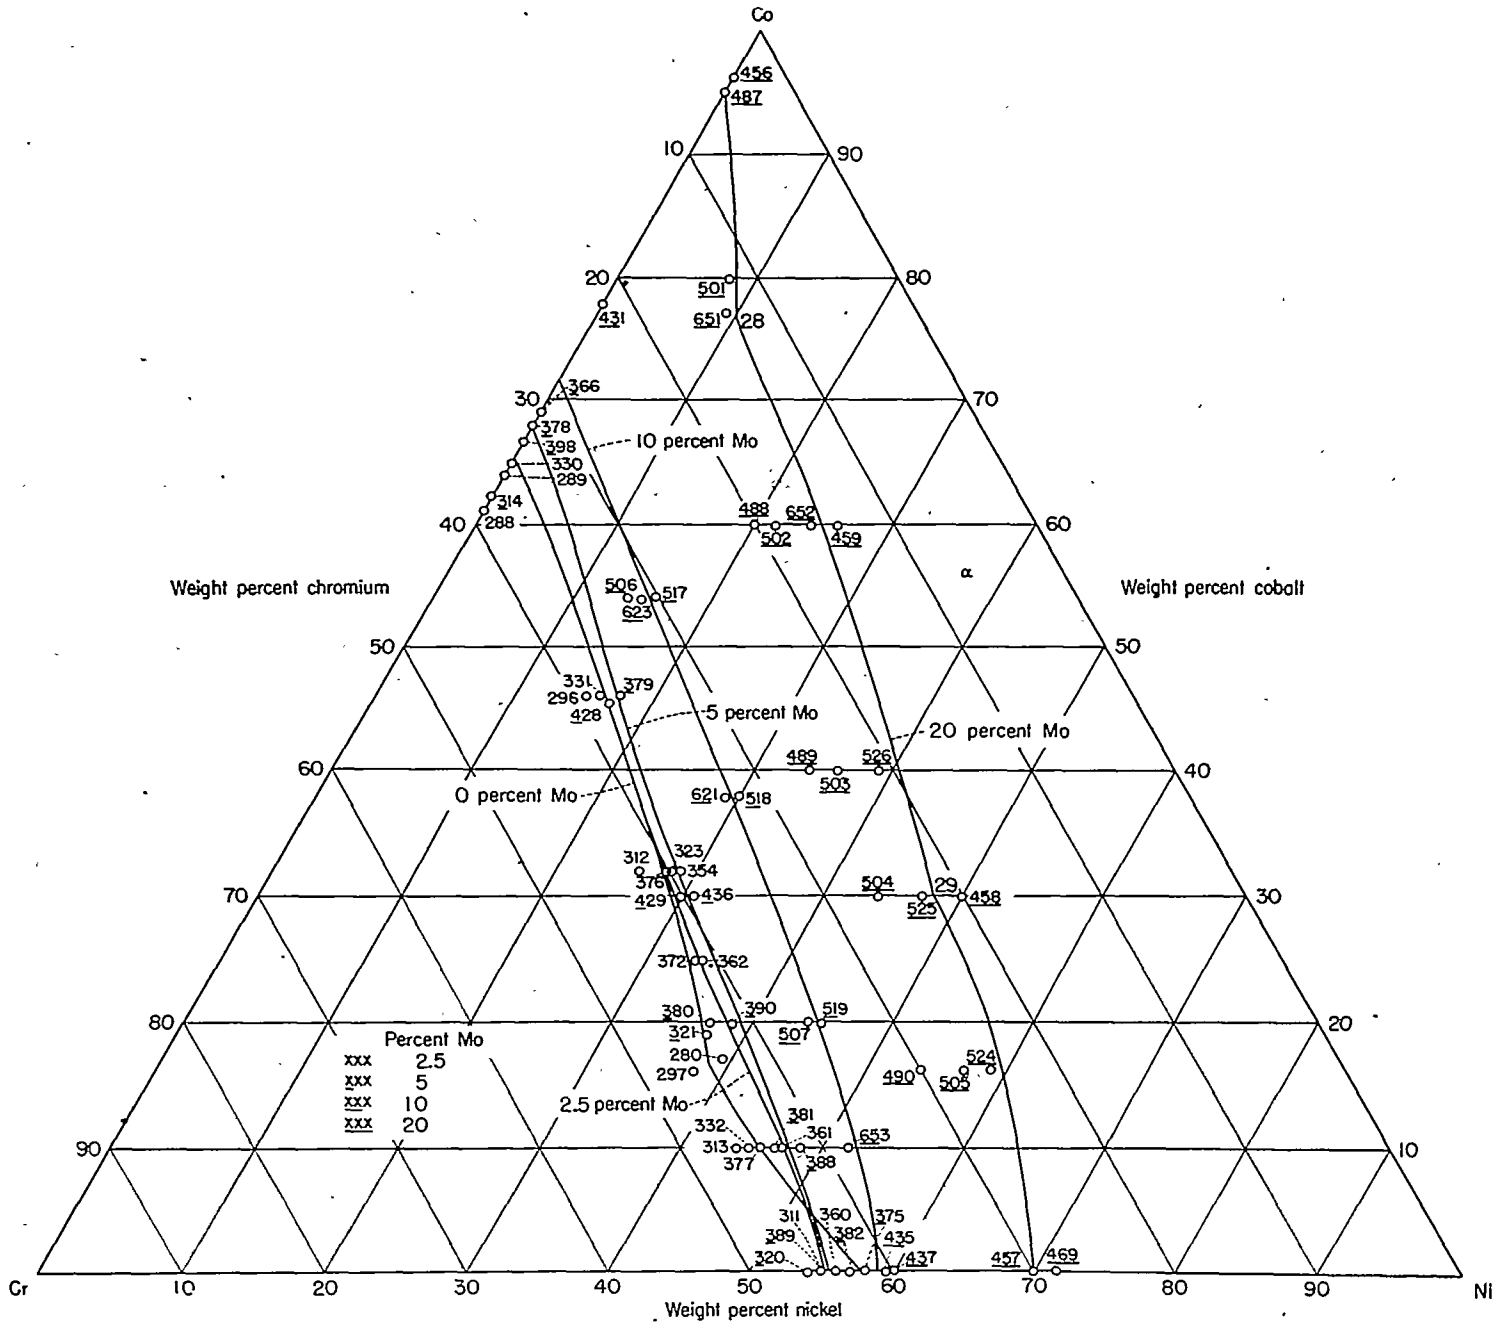 Co
456
487
10 90
20 80
501
431
651 28
366
30 70
378
10 percent Mo
398
330
289
314
488 652
40 288 60
502 459
α
Weight percent chromium Weight percent cobalt
506 517
623
50 50
331 379
296
428 5 percent Mo
20 percent Mo
489 526
60 40
503
0 percent Mo 621 518
312 323
354
376
504 29
70 429 436 458 30
525
372 362
380 390 519
80 20
321 507
Percent Mo
280 524
xxx 2.5
297 490 505
xxx 5
xxx 10
2.5 percent Mo
xxx 20
381
332 361 653
90 313 10
377 388
311 360 375
389 382 435
320 437 457 469
Cr 10 20 30 40 50 60 70 80 90 Ni
Weight percent nickel